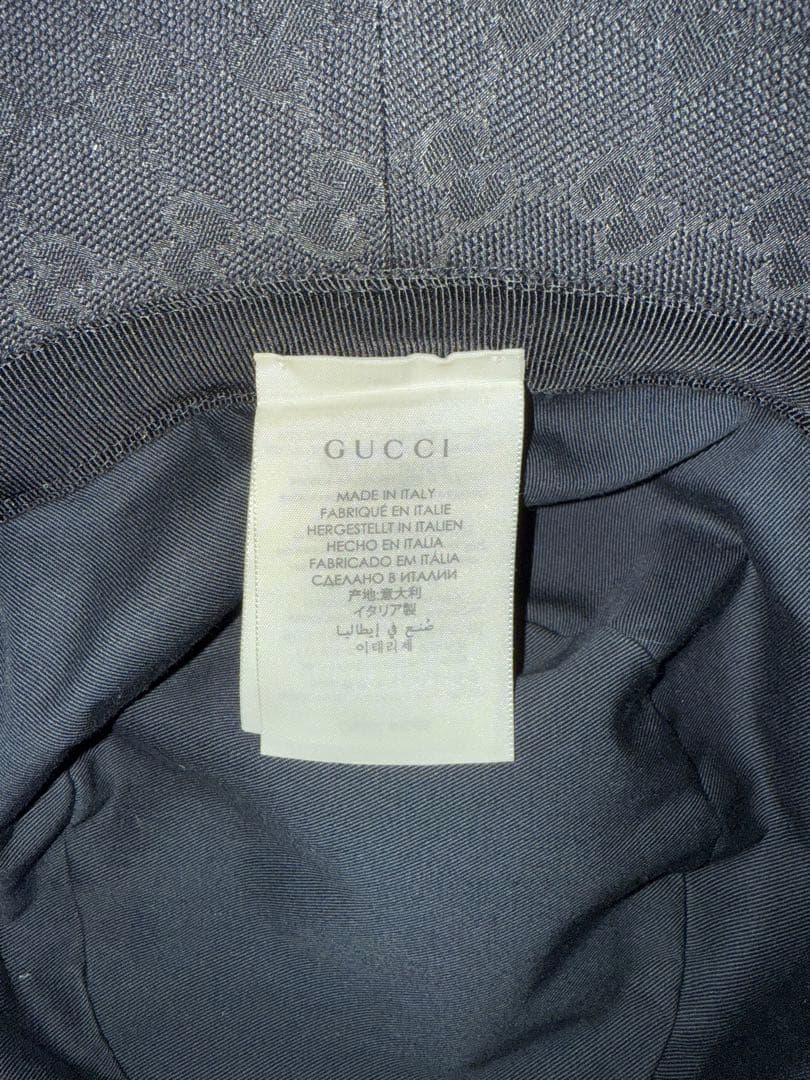 GUCCI
MADE IN ITALY
FABRIQUÉ EN ITALIE
HERGESTELLT IN ITALIEN
HECHO EN ITALIA
FABRICADO EM ITÁLIA
СДЕЛАНО В ИТАЛИИ
产地:意大利
イタリア製
صُنع في إيطاليا
이태리제